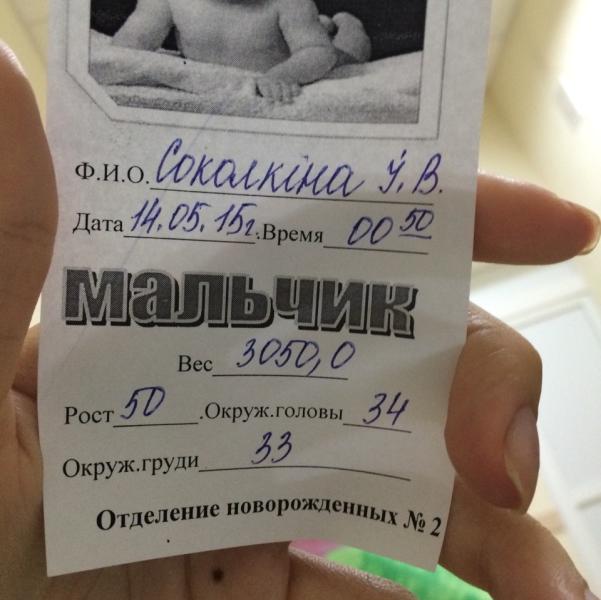 Ф.И.О. Соколкіна У. В.
Дата 14.05.15г. Время 00 50
мальчик
Вес 3050,0
Рост 50 .Окруж.головы 34
Окруж.груди 33
Отделение новорожденных № 2